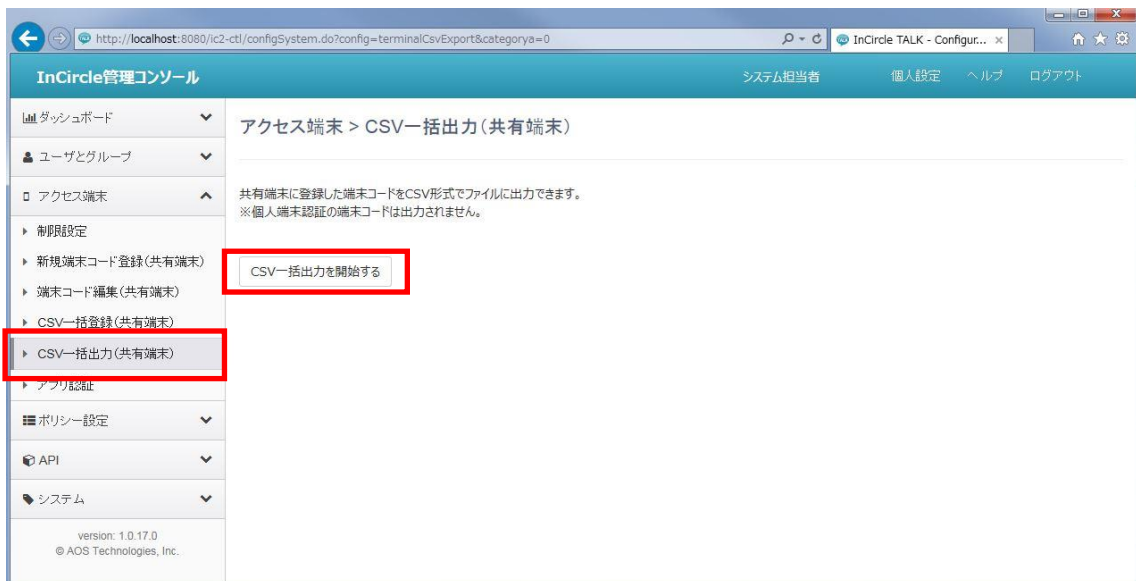 http://localhost:8080/ic2-ctl/configSystem.do?config=terminalCsvExport&categorya=0
InCircle TALK - Configur...
InCircle管理コンソール
システム担当者
個人設定
ヘルプ
ログアウト
ダッシュボード
ユーザとグループ
アクセス端末
制限設定
新規端末コード登録(共有端末)
端末コード編集(共有端末)
CSV一括登録(共有端末)
CSV一括出力(共有端末)
アプリ認証
ポリシー設定
API
システム
version: 1.0.17.0
© AOS Technologies, Inc.
アクセス端末 > CSV一括出力(共有端末)
共有端末に登録した端末コードをCSV形式でファイルに出力できます。
※個人端末認証の端末コードは出力されません。
CSV一括出力を開始する